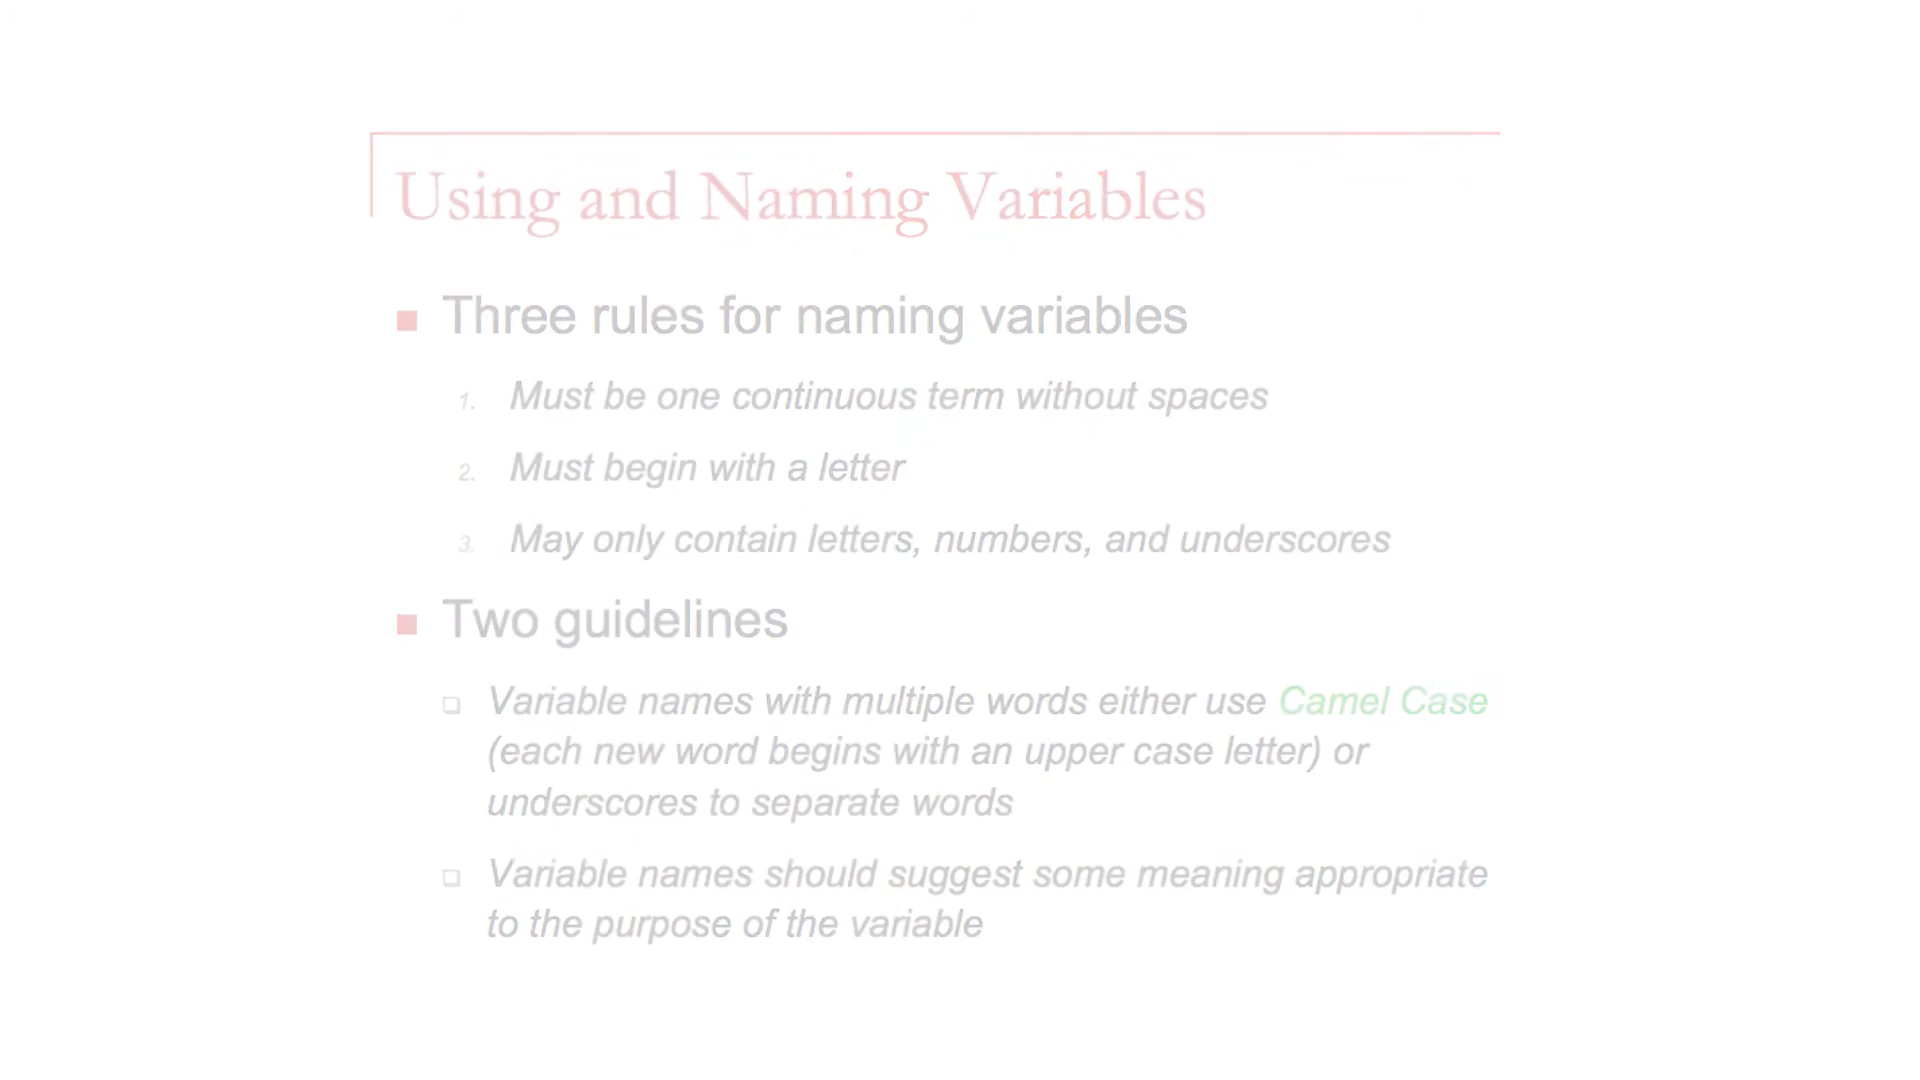 Using and Naming Variables
Three rules for naming variables
1. Must be one continuous term without spaces
2. Must begin with a letter
3. May only contain letters, numbers, and underscores
Two guidelines
Variable names with multiple words either use Camel Case
(each new word begins with an upper case letter) or
underscores to separate words
Variable names should suggest some meaning appropriate
to the purpose of the variable